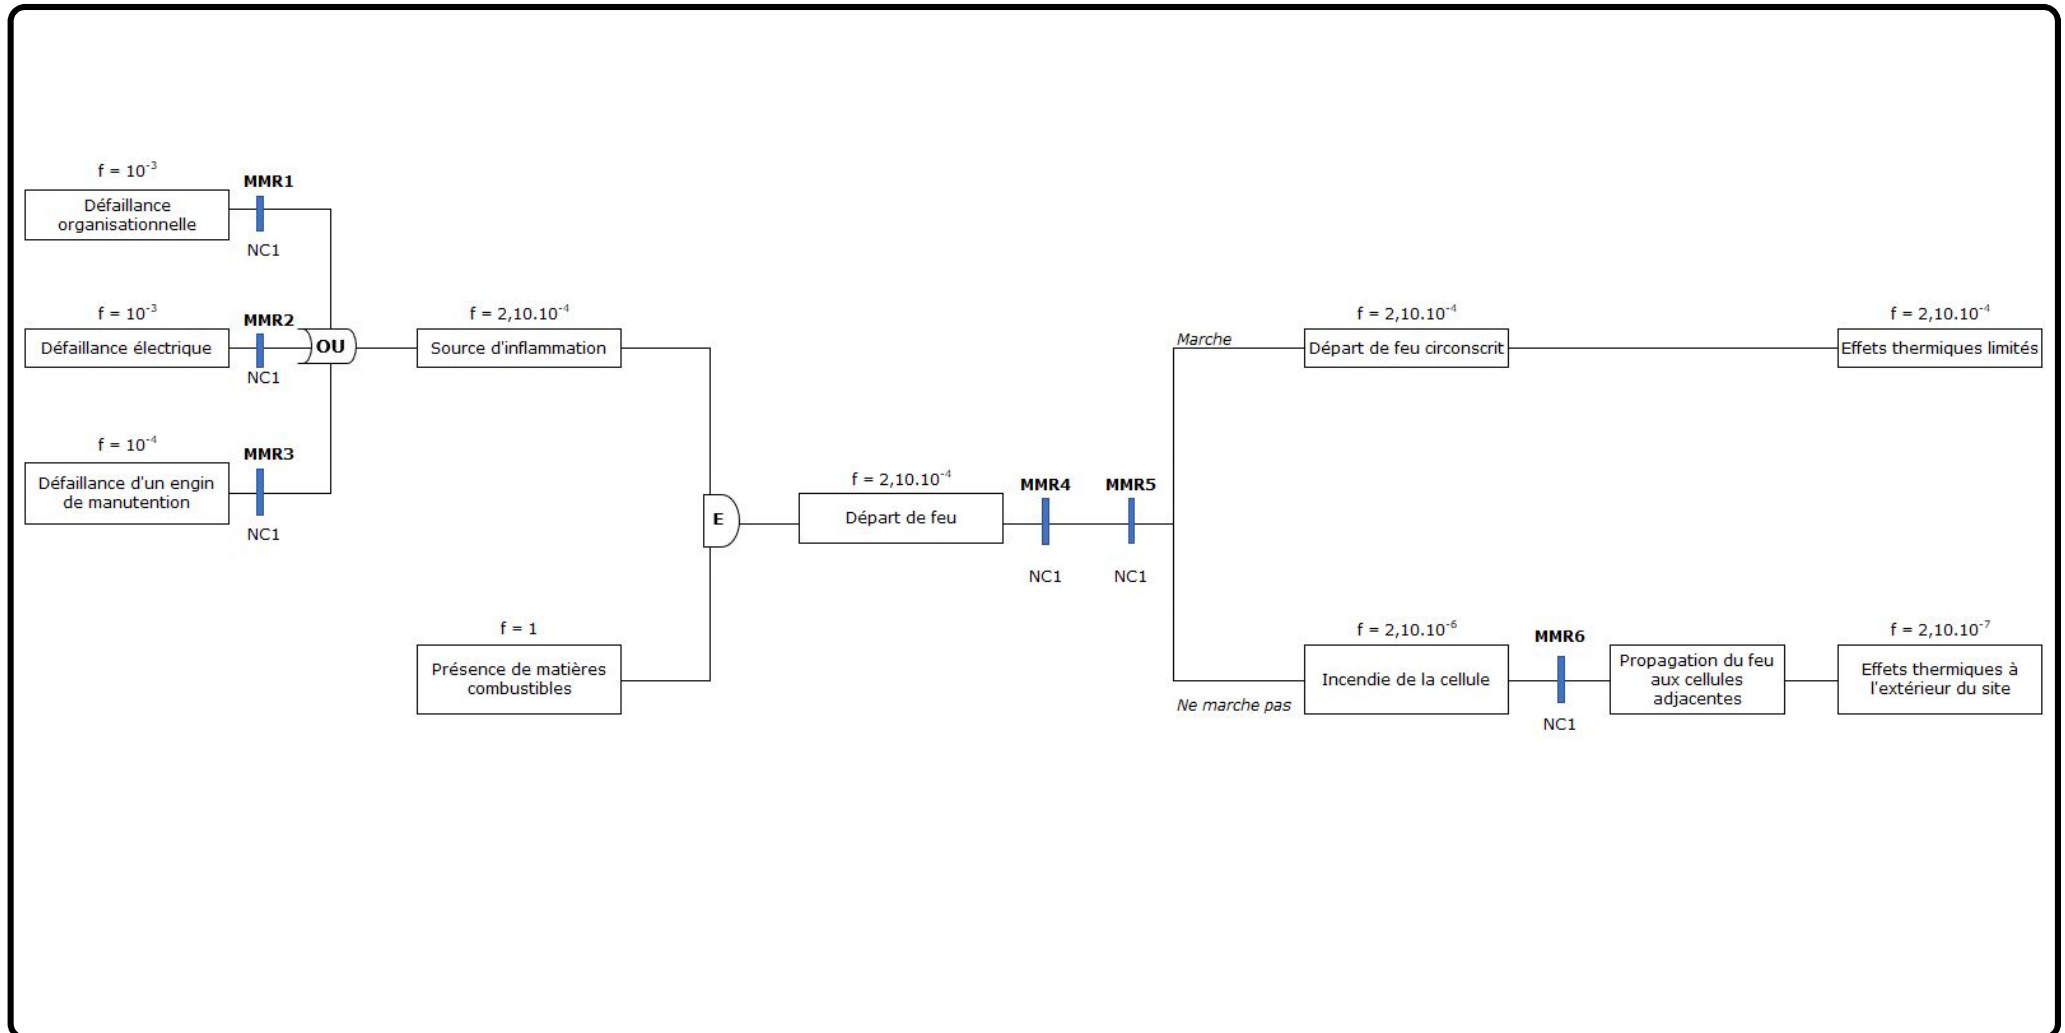 f = 10⁻³
MMR1
Défaillance
organisationnelle
NC1
f = 10⁻³
MMR2
Défaillance électrique
NC1
OU
f = 2,10.10⁻⁴
Source d'inflammation
f = 10⁻⁴
MMR3
Défaillance d'un engin
de manutention
NC1
E
f = 1
Présence de matières
combustibles
f = 2,10.10⁻⁴
Départ de feu
MMR4
NC1
MMR5
NC1
Marche
f = 2,10.10⁻⁴
Départ de feu circonscrit
f = 2,10.10⁻⁴
Effets thermiques limités
Ne marche pas
f = 2,10.10⁻⁶
Incendie de la cellule
MMR6
NC1
Propagation du feu
aux cellules
adjacentes
f = 2,10.10⁻⁷
Effets thermiques à
l'extérieur du site